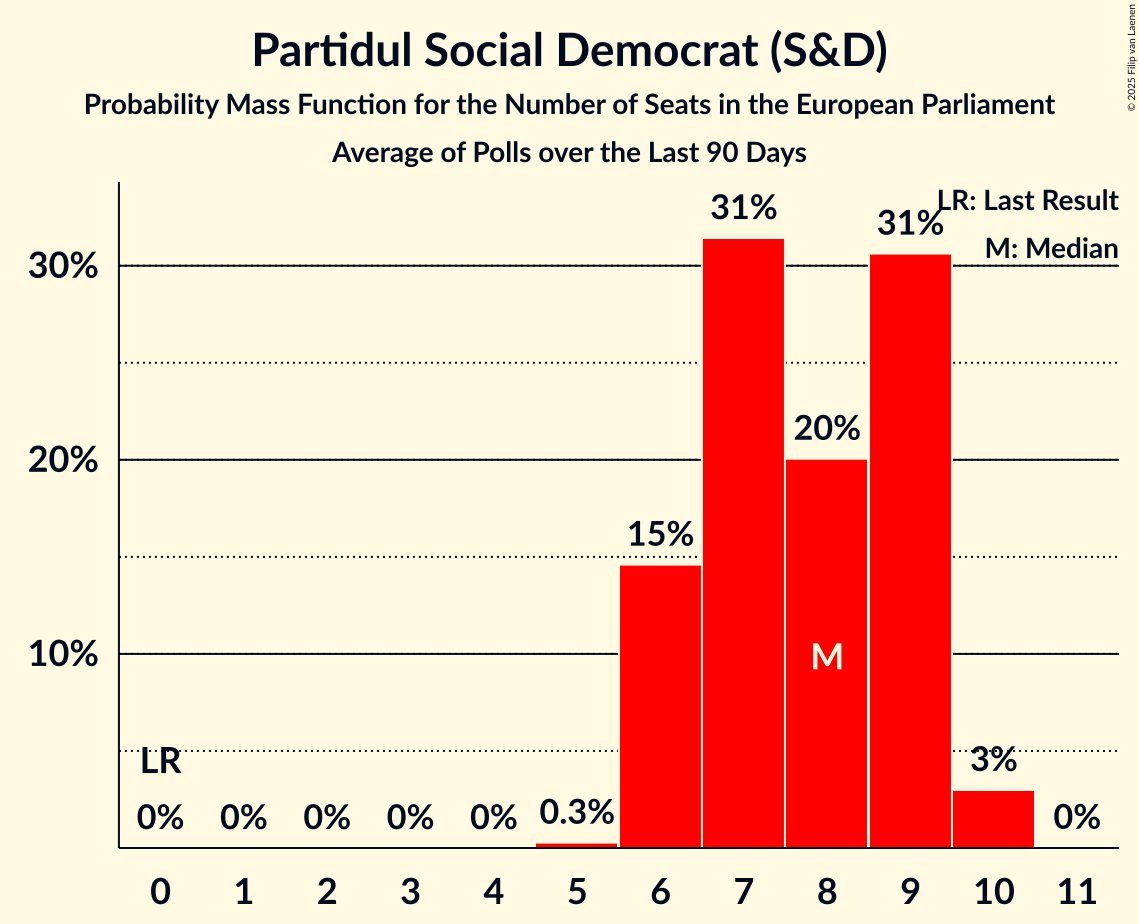 Partidul Social Democrat (S&D)
Probability Mass Function for the Number of Seats in the European Parliament
Average of Polls over the Last 90 Days
© 2025 Filip van Laenen
LR: Last Result
M: Median
30%
20%
10%
LR
0%
0%
0%
0%
0%
0.3%
15%
31%
20%
31%
3%
0%
M
0 1 2 3 4 5 6 7 8 9 10 11